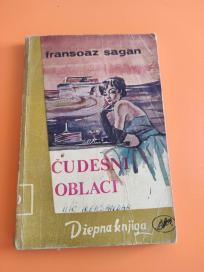 fransoaz sagan
ČUDESNI
OBLACI
Džepna knjiga